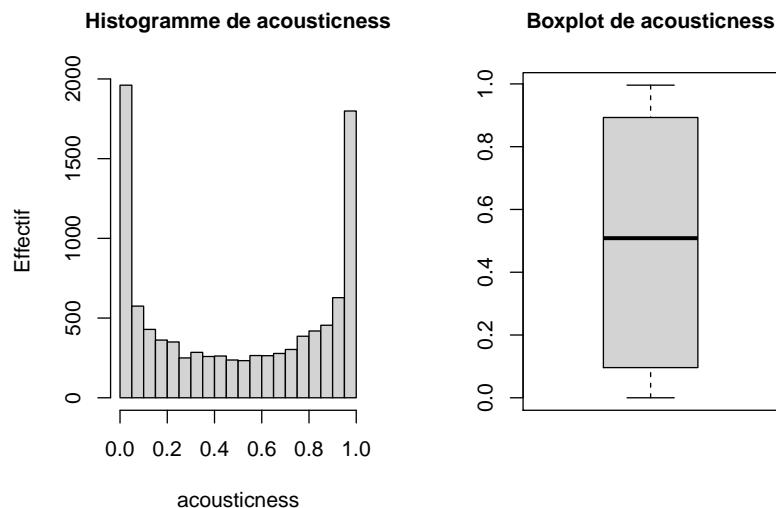 Histogramme de acousticness
Effectif
2000
1500
1000
500
0
0.0 0.2 0.4 0.6 0.8 1.0
acousticness
Boxplot de acousticness
1.0
0.8
0.6
0.4
0.2
0.0